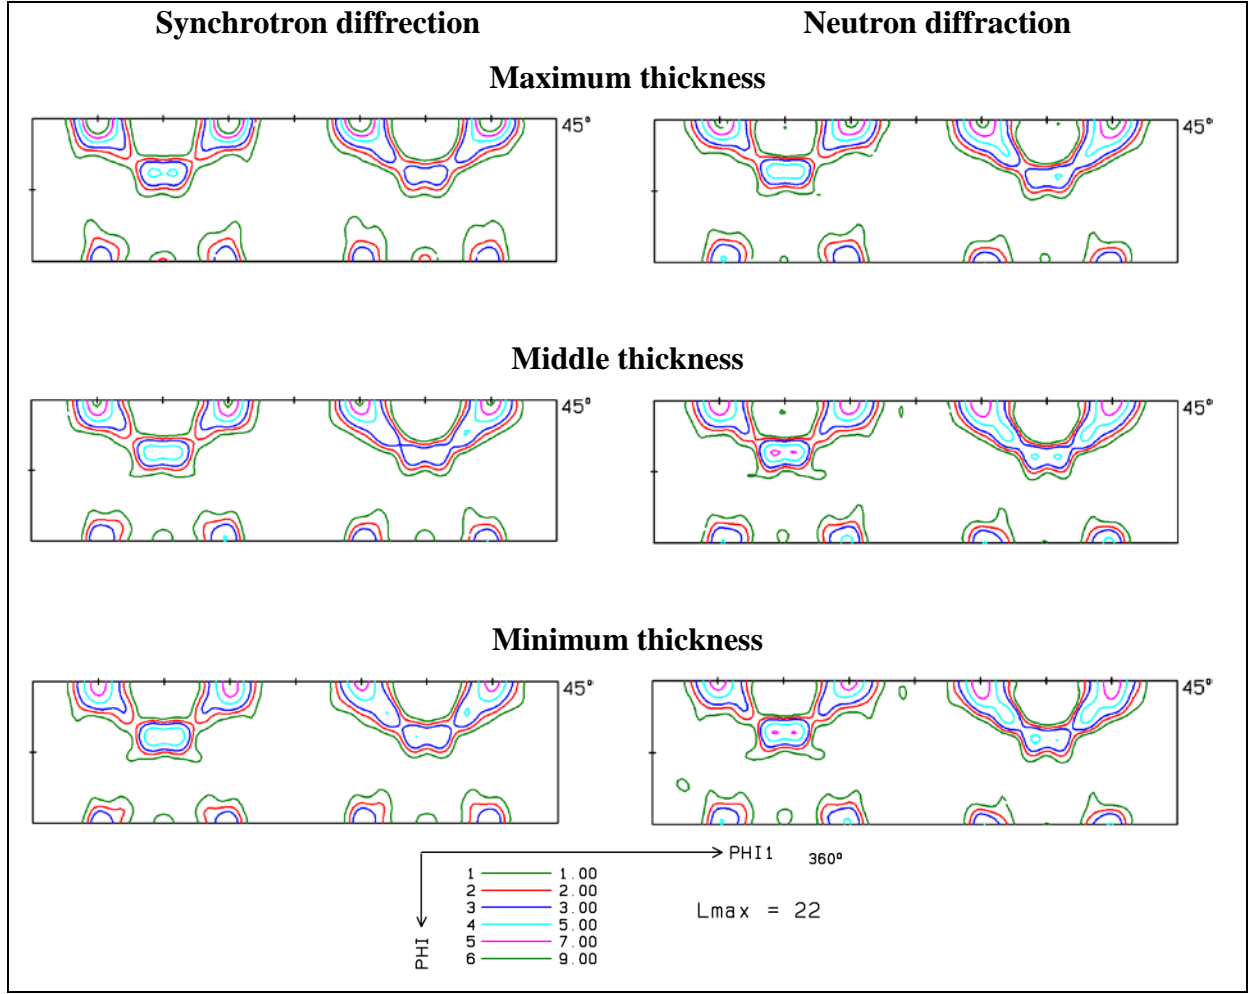 Synchrotron diffrection Neutron diffraction
Maximum thickness
45° 45°
Middle thickness
45° 45°
Minimum thickness
45° 45°
PHI1 360°
1 1.00
2 2.00
3 3.00
4 5.00
5 7.00
6 9.00
PHI
Lmax = 22